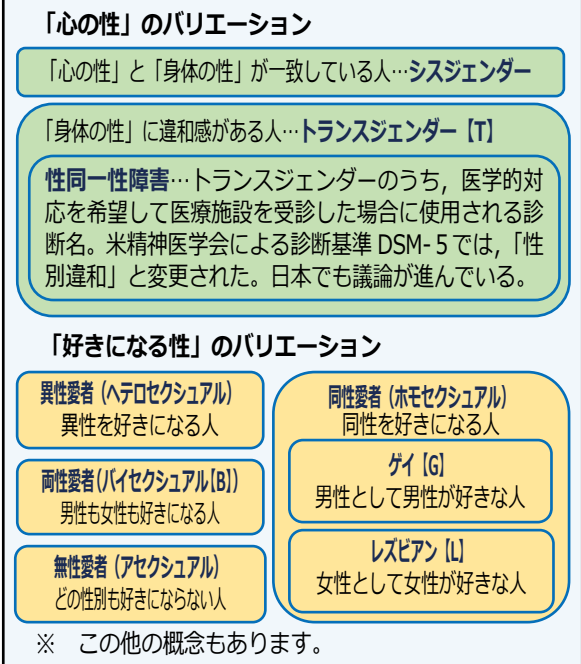 「心の性」のバリエーション
「心の性」と「身体の性」が一致している人…シスジェンダー
「身体の性」に違和感がある人…トランスジェンダー【T】
性同一性障害…トランスジェンダーのうち，医学的対
応を希望して医療施設を受診した場合に使用される診
断名。米精神医学会による診断基準 DSM-５では，「性
別違和」と変更された。日本でも議論が進んでいる。
「好きになる性」のバリエーション
異性愛者（ヘテロセクシュアル）
異性を好きになる人
両性愛者（バイセクシュアル【B】）
男性も女性も好きになる人
無性愛者（アセクシュアル）
どの性別も好きにならない人
同性愛者（ホモセクシュアル）
同性を好きになる人
ゲイ【G】
男性として男性が好きな人
レズビアン【L】
女性として女性が好きな人
※　この他の概念もあります。